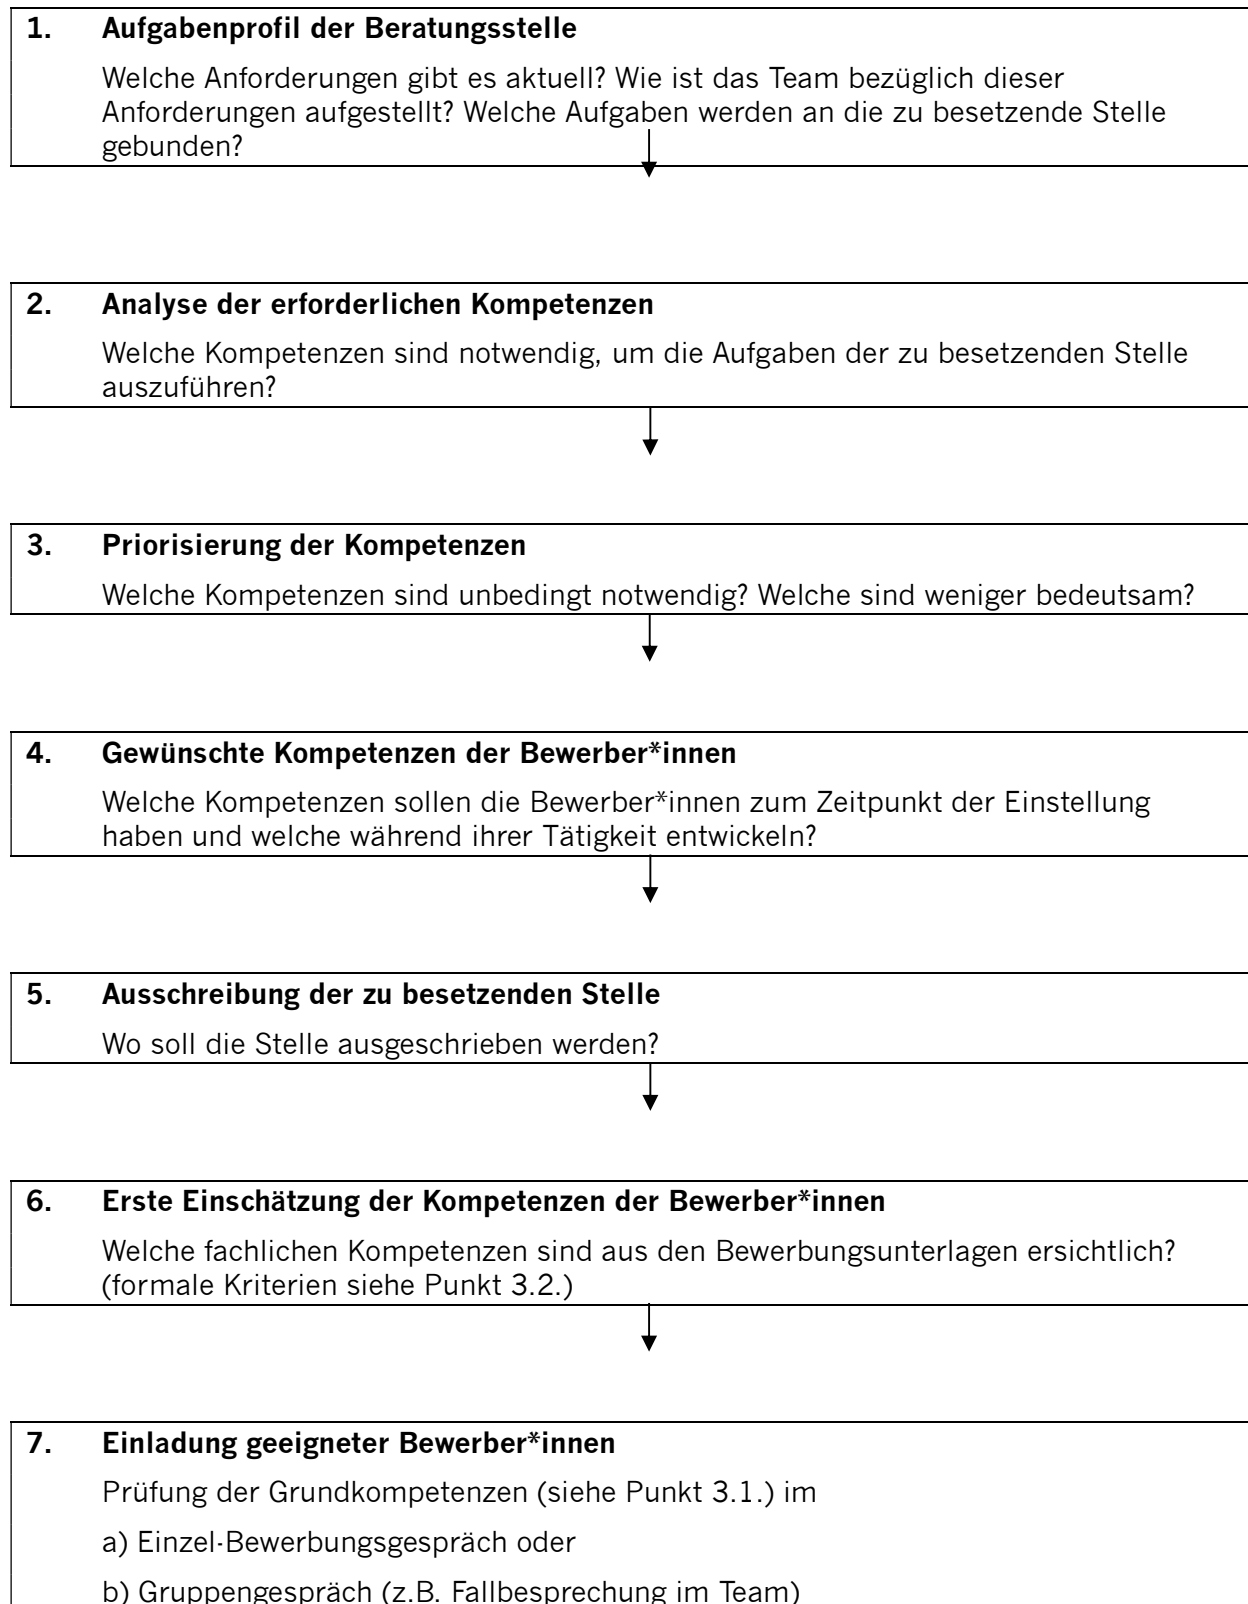 1. Aufgabenprofil der Beratungsstelle
Welche Anforderungen gibt es aktuell? Wie ist das Team bezüglich dieser
Anforderungen aufgestellt? Welche Aufgaben werden an die zu besetzende Stelle
gebunden?
2. Analyse der erforderlichen Kompetenzen
Welche Kompetenzen sind notwendig, um die Aufgaben der zu besetzenden Stelle
auszuführen?
3. Priorisierung der Kompetenzen
Welche Kompetenzen sind unbedingt notwendig? Welche sind weniger bedeutsam?
4. Gewünschte Kompetenzen der Bewerber*innen
Welche Kompetenzen sollen die Bewerber*innen zum Zeitpunkt der Einstellung
haben und welche während ihrer Tätigkeit entwickeln?
5. Ausschreibung der zu besetzenden Stelle
Wo soll die Stelle ausgeschrieben werden?
6. Erste Einschätzung der Kompetenzen der Bewerber*innen
Welche fachlichen Kompetenzen sind aus den Bewerbungsunterlagen ersichtlich?
(formale Kriterien siehe Punkt 3.2.)
7. Einladung geeigneter Bewerber*innen
Prüfung der Grundkompetenzen (siehe Punkt 3.1.) im
a) Einzel-Bewerbungsgespräch oder
b) Gruppengespräch (z.B. Fallbesprechung im Team)